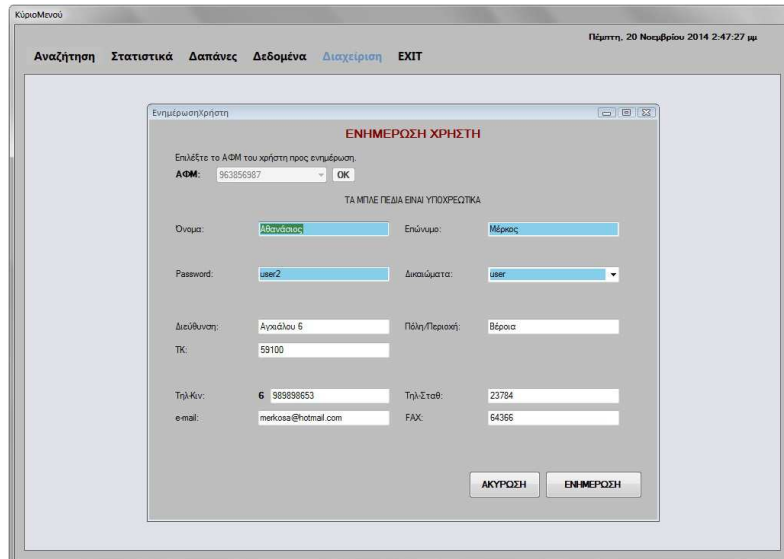 ΚύριοΜενού
Πέμπτη, 20 Νοεμβρίου 2014 2:47:27 μμ
Αναζήτηση Στατιστικά Δαπάνες Δεδομένα Διαχείριση EXIT
ΕνημέρωσηΧρήστη
ΕΝΗΜΕΡΩΣΗ ΧΡΗΣΤΗ
Επιλέξτε το ΑΦΜ του χρήστη προς ενημέρωση.
ΑΦΜ: 963856987 OK
ΤΑ ΜΠΛΕ ΠΕΔΙΑ ΕΙΝΑΙ ΥΠΟΧΡΕΩΤΙΚΑ
Όνομα: Αθανάσιος Επώνυμο: Μέρκος
Password: user2 Δικαιώματα: user
Διεύθυνση: Αγχιάλου 6 Πόλη/Περιοχή: Βέροια
ΤΚ: 59100
Τηλ-Κιν: 6 989898653 Τηλ-Σταθ: 23784
e-mail: merkosa@hotmail.com FAX: 64366
ΑΚΥΡΩΣΗ ΕΝΗΜΕΡΩΣΗ